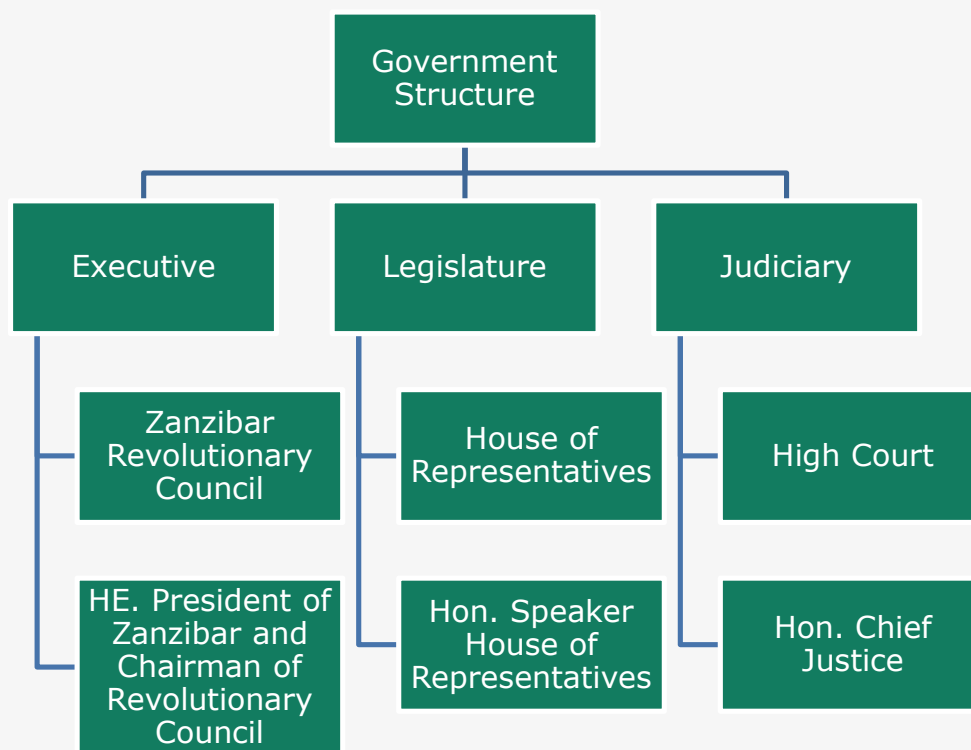 Government
Structure
Executive
Legislature
Judiciary
Zanzibar
Revolutionary
Council
House of
Representatives
High Court
HE. President of
Zanzibar and
Chairman of
Revolutionary
Council
Hon. Speaker
House of
Representatives
Hon. Chief
Justice